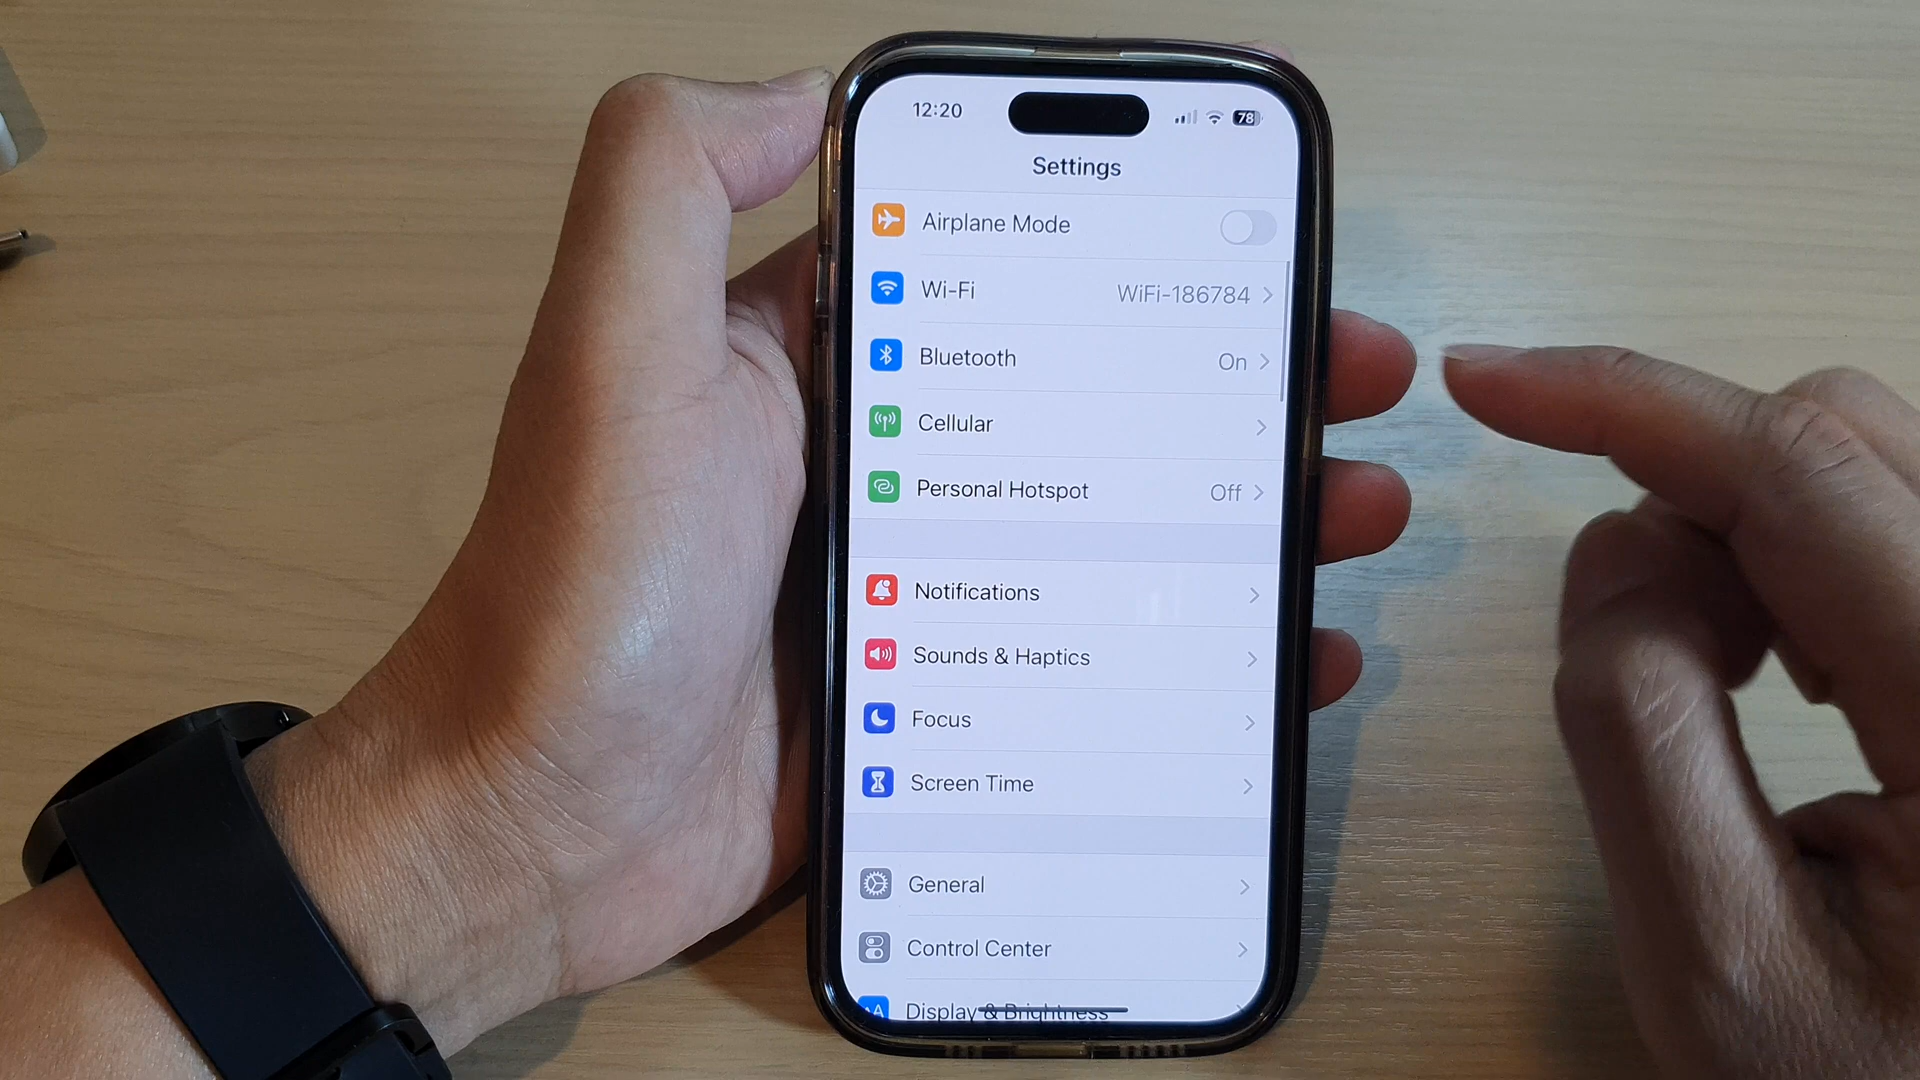 12:20 78
Settings
Airplane Mode
Wi-Fi WiFi-186784
Bluetooth On
Cellular
Personal Hotspot Off
Notifications
Sounds & Haptics
Focus
Screen Time
General
Control Center
AA Display & Brightness